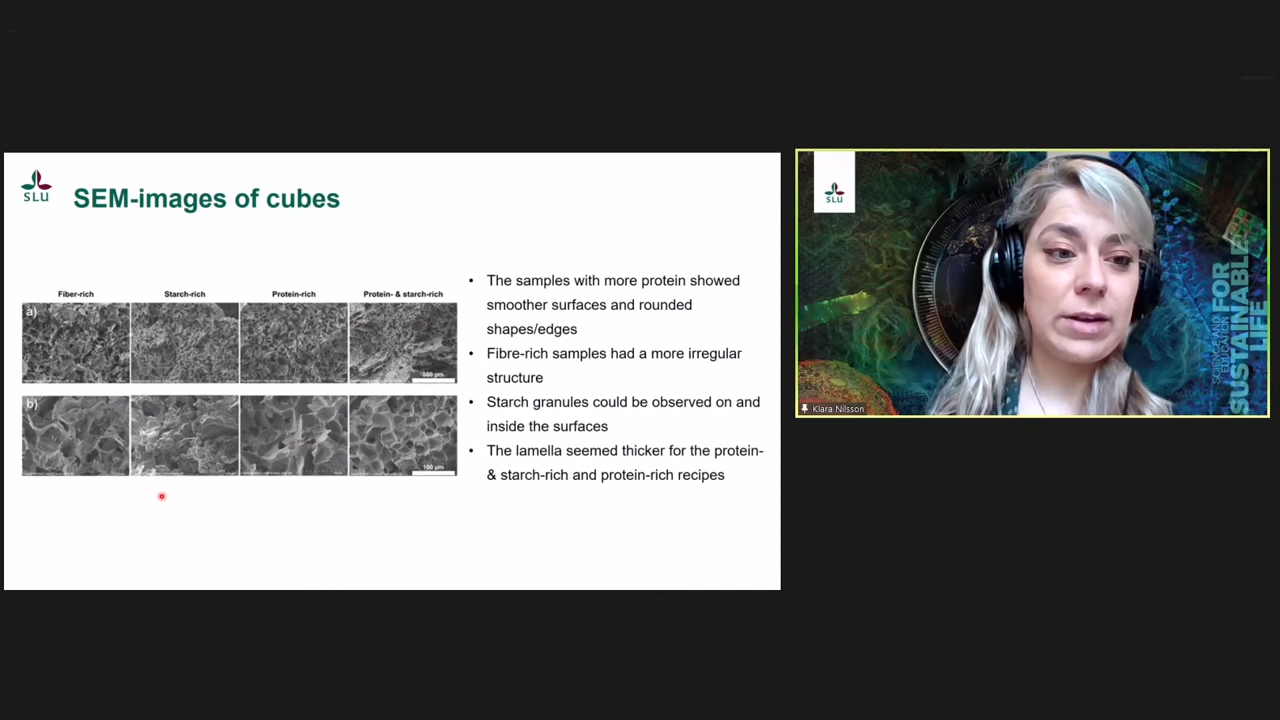 SLU
SEM-images of cubes
Fiber-rich
Starch-rich
Protein-rich
Protein- & starch-rich
a)
500 µm
b)
100 µm
• The samples with more protein showed
smoother surfaces and rounded
shapes/edges
• Fibre-rich samples had a more irregular
structure
• Starch granules could be observed on and
inside the surfaces
• The lamella seemed thicker for the protein-
& starch-rich and protein-rich recipes
SLU
SCIENCE AND
EDUCATION
FOR
SUSTAINABLE
LIFE
Klara Nilsson